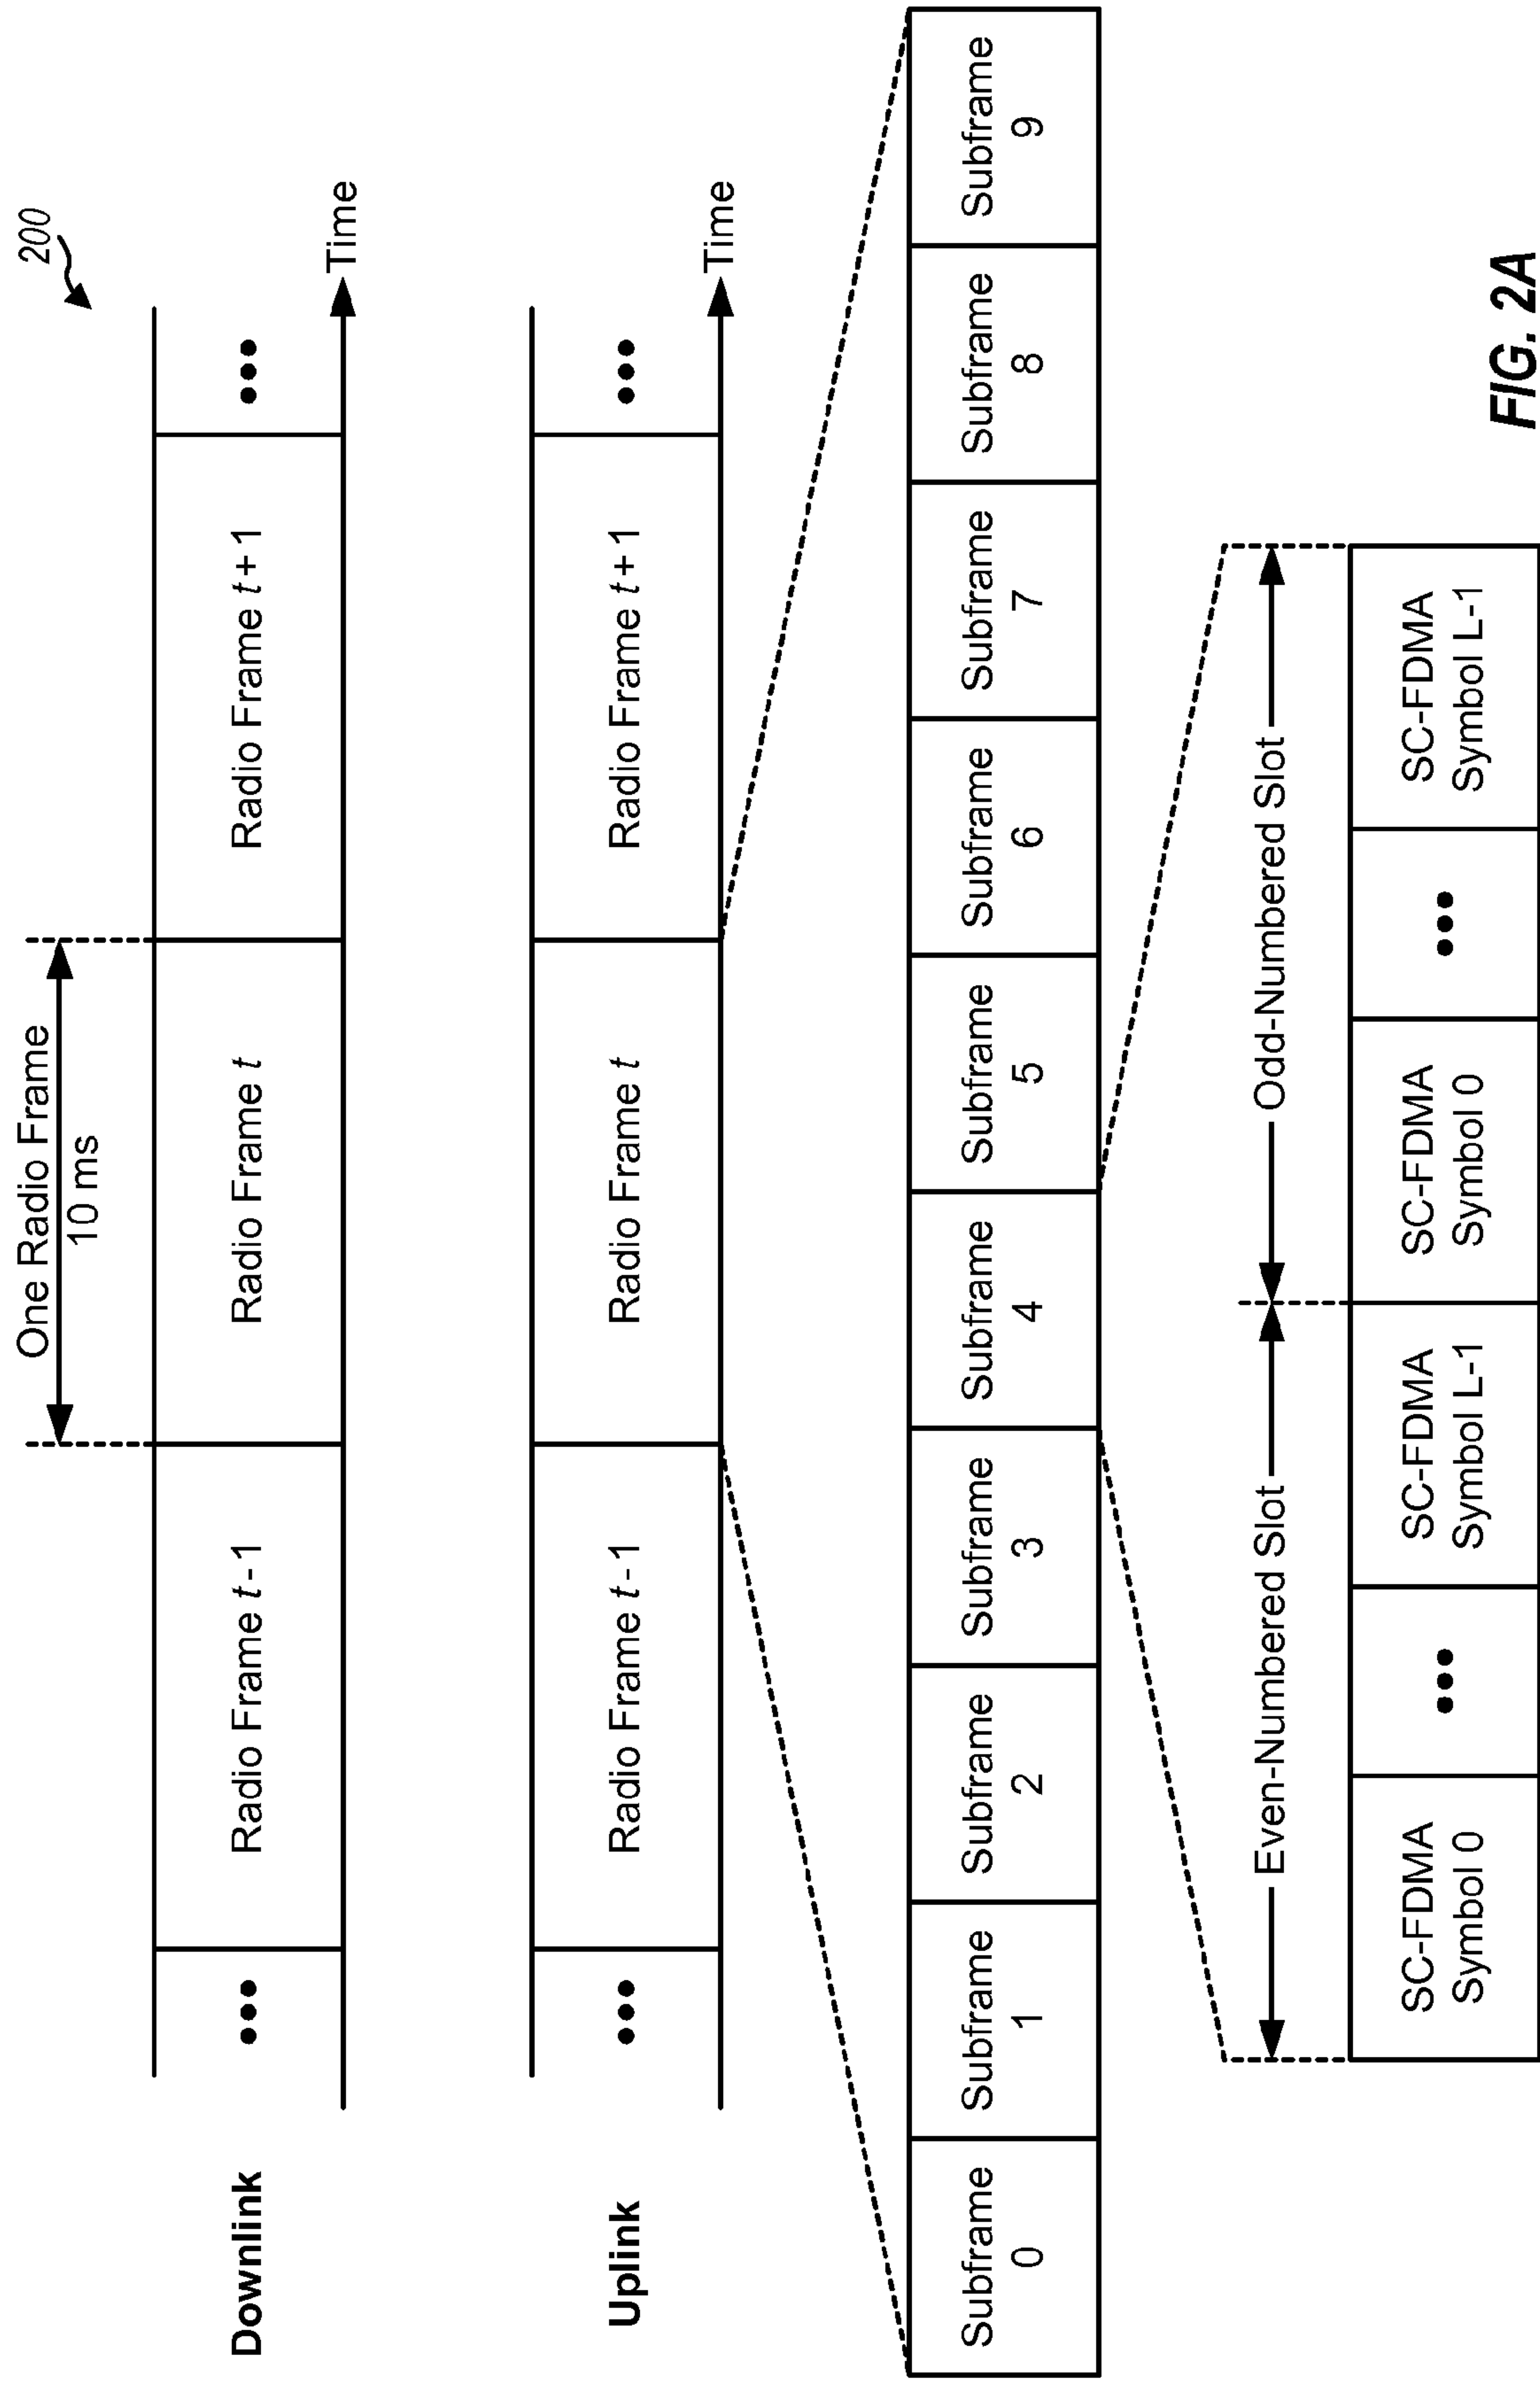 200
One Radio Frame
10 ms
Downlink
•••
Radio Frame t - 1
Radio Frame t
Radio Frame t + 1
•••
Time
Uplink
•••
Radio Frame t - 1
Radio Frame t
Radio Frame t + 1
•••
Time
Subframe
0
Subframe
1
Subframe
2
Subframe
3
Subframe
4
Subframe
5
Subframe
6
Subframe
7
Subframe
8
Subframe
9
Even-Numbered Slot
Odd-Numbered Slot
SC-FDMA
Symbol 0
•••
SC-FDMA
Symbol L-1
SC-FDMA
Symbol 0
•••
SC-FDMA
Symbol L-1
FIG. 2A